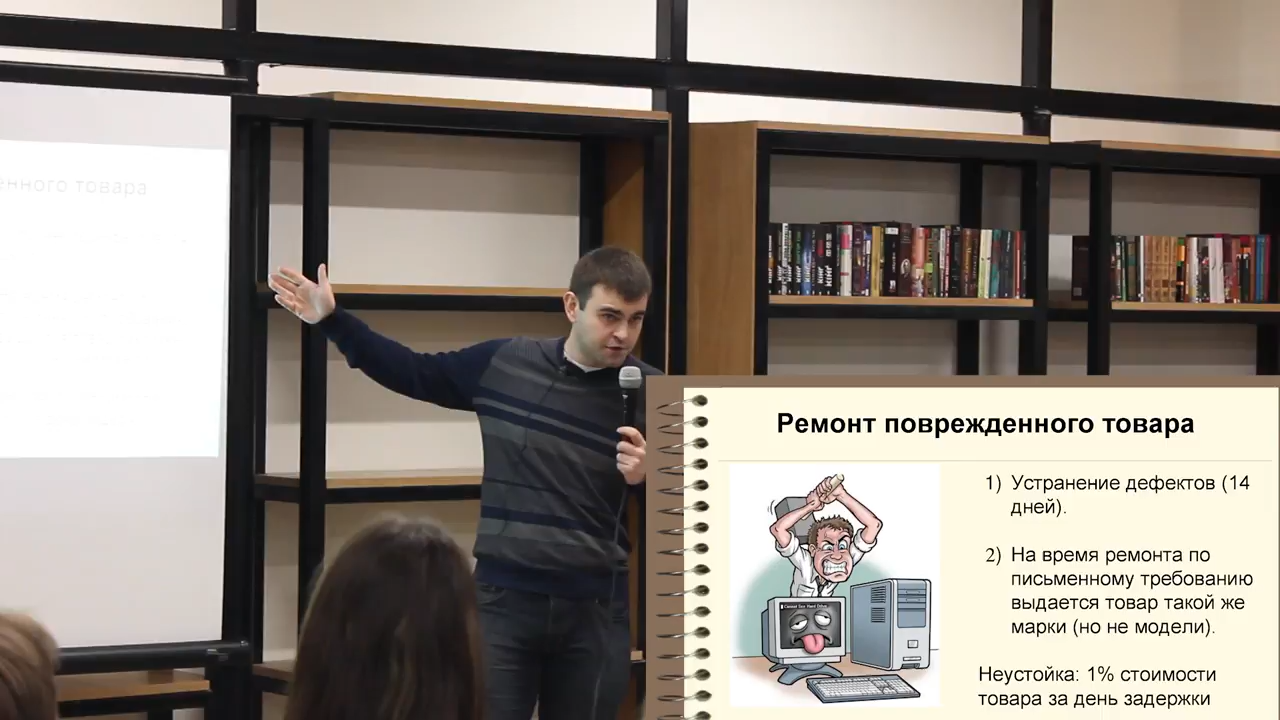 енного товара
Ремонт поврежденного товара
1) Устранение дефектов (14
дней).
2) На время ремонта по
письменному требованию
выдается товар такой же
марки (но не модели).
Неустойка: 1% стоимости
товара за день задержки